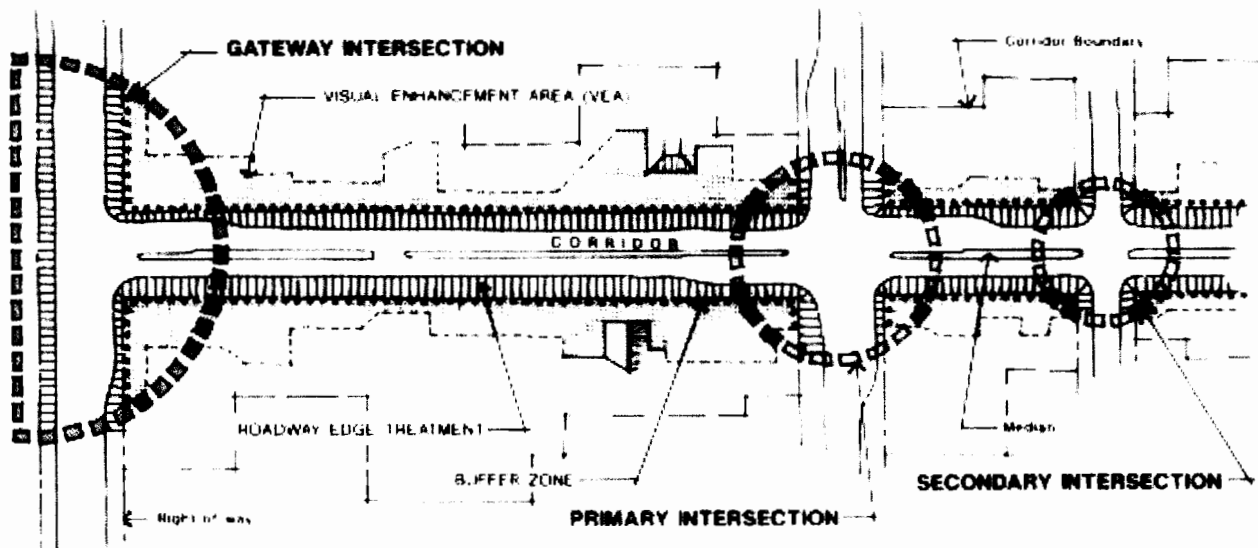 GATEWAY INTERSECTION
Corridor Boundary
VISUAL ENHANCEMENT AREA (VEA)
CORRIDOR
ROADWAY EDGE TREATMENT
Median
BUFFER ZONE
SECONDARY INTERSECTION
Right of way
PRIMARY INTERSECTION